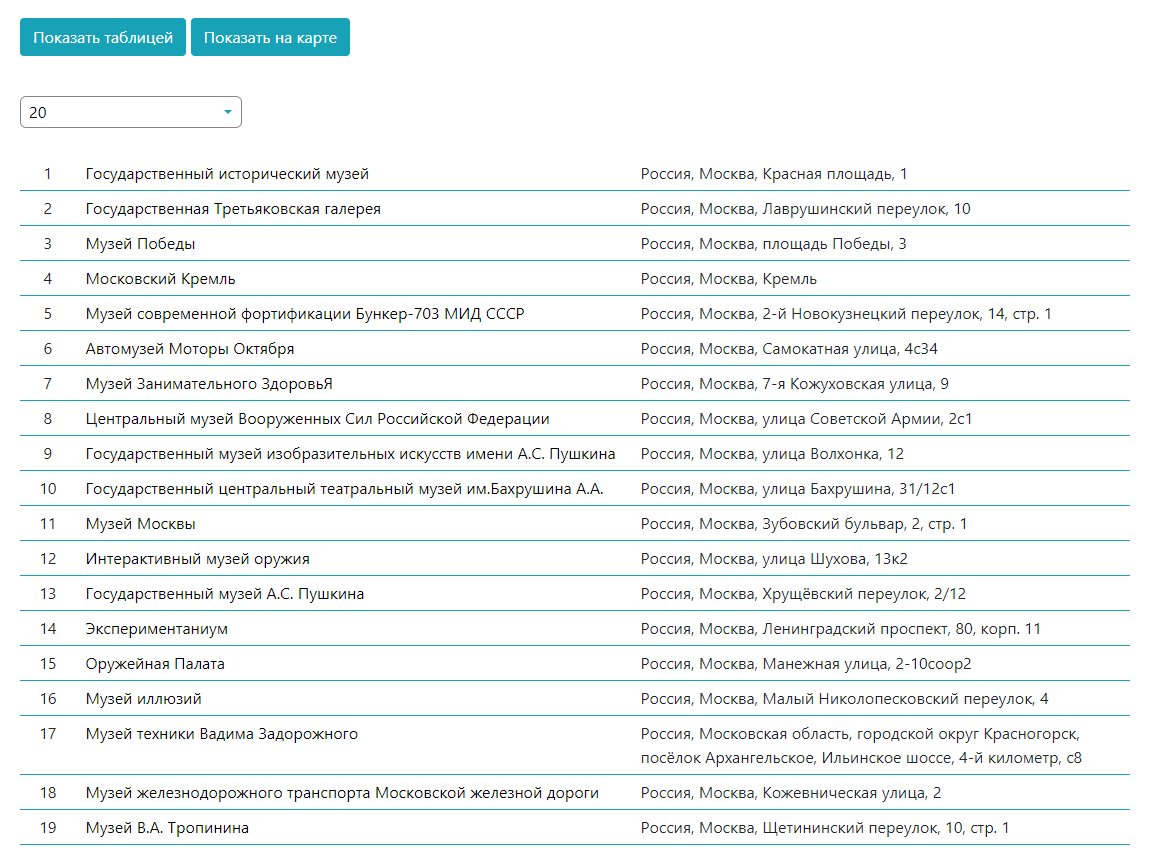 Показать таблицей Показать на карте
20
1 Государственный исторический музей Россия, Москва, Красная площадь, 1
2 Государственная Третьяковская галерея Россия, Москва, Лаврушинский переулок, 10
3 Музей Победы Россия, Москва, площадь Победы, 3
4 Московский Кремль Россия, Москва, Кремль
5 Музей современной фортификации Бункер-703 МИД СССР Россия, Москва, 2-й Новокузнецкий переулок, 14, стр. 1
6 Автомузей Моторы Октября Россия, Москва, Самокатная улица, 4с34
7 Музей Занимательного ЗдоровьЯ Россия, Москва, 7-я Кожуховская улица, 9
8 Центральный музей Вооруженных Сил Российской Федерации Россия, Москва, улица Советской Армии, 2с1
9 Государственный музей изобразительных искусств имени А.С. Пушкина Россия, Москва, улица Волхонка, 12
10 Государственный центральный театральный музей им.Бахрушина А.А. Россия, Москва, улица Бахрушина, 31/12с1
11 Музей Москвы Россия, Москва, Зубовский бульвар, 2, стр. 1
12 Интерактивный музей оружия Россия, Москва, улица Шухова, 13к2
13 Государственный музей А.С. Пушкина Россия, Москва, Хрущёвский переулок, 2/12
14 Экспериментаниум Россия, Москва, Ленинградский проспект, 80, корп. 11
15 Оружейная Палата Россия, Москва, Манежная улица, 2-10соор2
16 Музей иллюзий Россия, Москва, Малый Николопесковский переулок, 4
17 Музей техники Вадима Задорожного Россия, Московская область, городской округ Красногорск,
посёлок Архангельское, Ильинское шоссе, 4-й километр, с8
18 Музей железнодорожного транспорта Московской железной дороги Россия, Москва, Кожевническая улица, 2
19 Музей В.А. Тропинина Россия, Москва, Щетининский переулок, 10, стр. 1